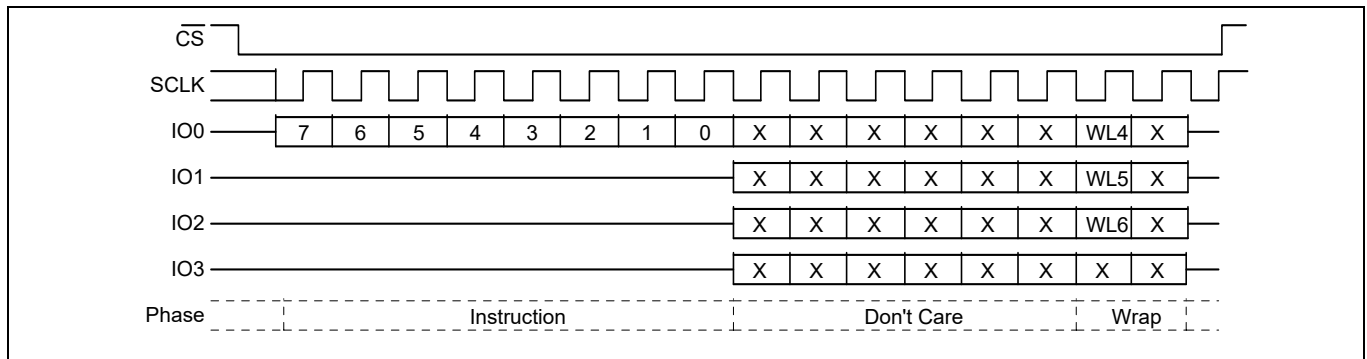 CS
SCLK
IO0 7 6 5 4 3 2 1 0 X X X X X X WL4 X
IO1 X X X X X X WL5 X
IO2 X X X X X X WL6 X
IO3 X X X X X X X X
Phase Instruction Don't Care Wrap